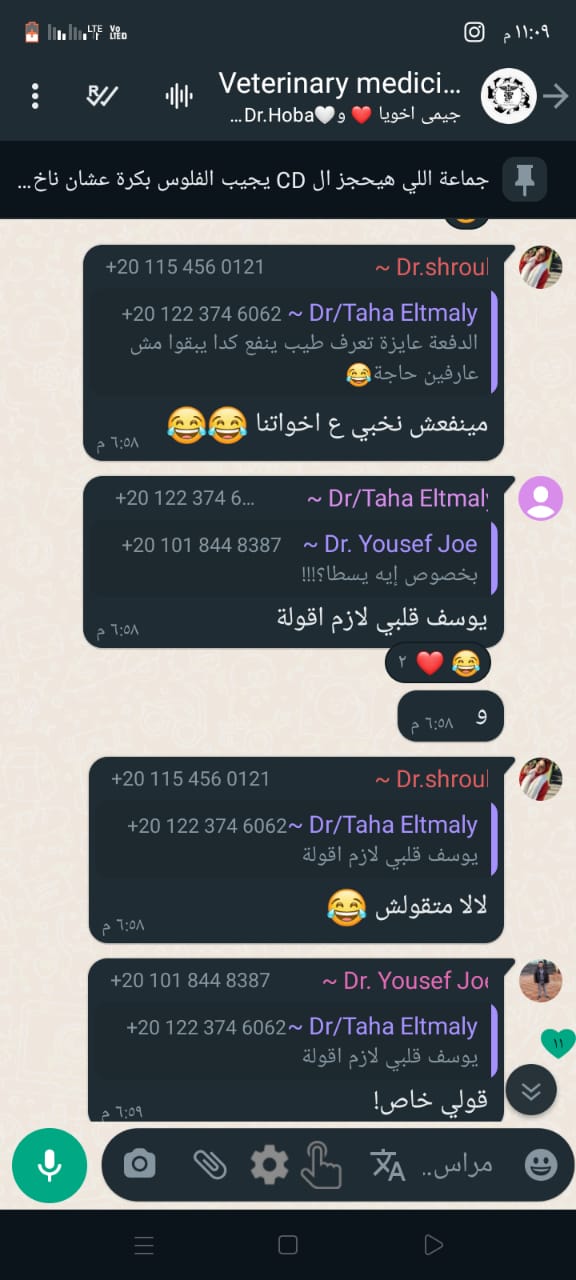 ١١:٠٩ م
LTE
Vo
LTED
Veterinary medici...
جيمى اخويا ❤️ و🤍Dr.Hoba...
جماعة اللي هيحجز ال CD يجيب الفلوس بكرة عشان ناخ...
~ Dr.shroul +20 115 456 0121
~ Dr/Taha Eltmaly +20 122 374 6062
الدفعة عايزة تعرف طيب ينفع كدا يبقوا مش
عارفين حاجة😂
مينفعش نخبي ع اخواتنا 😂😂
٦:٥٨ م
~ Dr/Taha Eltmaly +20 122 374 6...
~ Dr. Yousef Joe +20 101 844 8387
بخصوص إيه يسطا؟!!!
يوسف قلبي لازم اقولة
٦:٥٨ م
😂 ❤️ ٢
و
٦:٥٨ م
~ Dr.shroul +20 115 456 0121
~ Dr/Taha Eltmaly +20 122 374 6062
يوسف قلبي لازم اقولة
لالا متقولش 😂
٦:٥٨ م
~ Dr. Yousef Joe +20 101 844 8387
~ Dr/Taha Eltmaly +20 122 374 6062
يوسف قلبي لازم اقولة
قولي خاص!
٦:٥٩ م
١١
مراس..